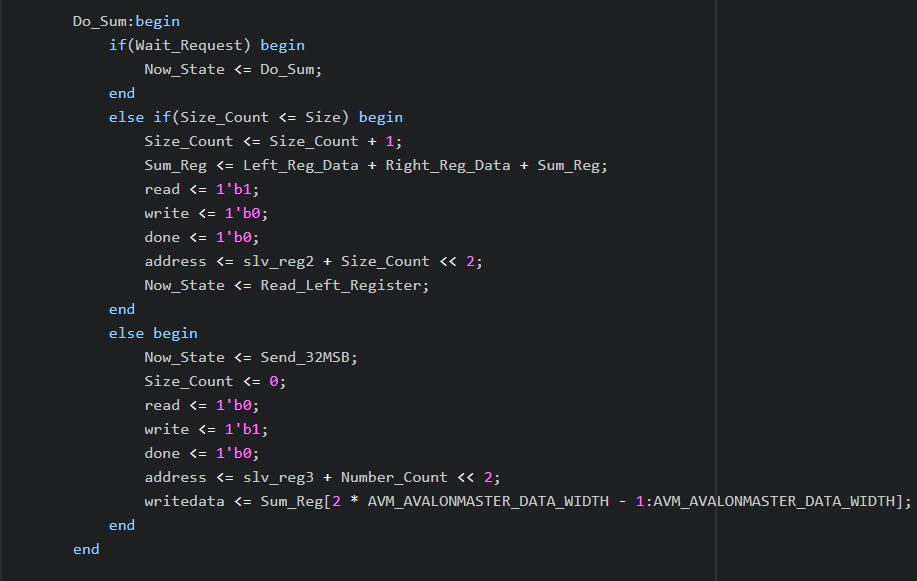 Do_Sum:begin
if(Wait_Request) begin
Now_State <= Do_Sum;
end
else if(Size_Count <= Size) begin
Size_Count <= Size_Count + 1;
Sum_Reg <= Left_Reg_Data + Right_Reg_Data + Sum_Reg;
read <= 1'b1;
write <= 1'b0;
done <= 1'b0;
address <= slv_reg2 + Size_Count << 2;
Now_State <= Read_Left_Register;
end
else begin
Now_State <= Send_32MSB;
Size_Count <= 0;
read <= 1'b0;
write <= 1'b1;
done <= 1'b0;
address <= slv_reg3 + Number_Count << 2;
writedata <= Sum_Reg[2 * AVM_AVALONMASTER_DATA_WIDTH - 1:AVM_AVALONMASTER_DATA_WIDTH];
end
end